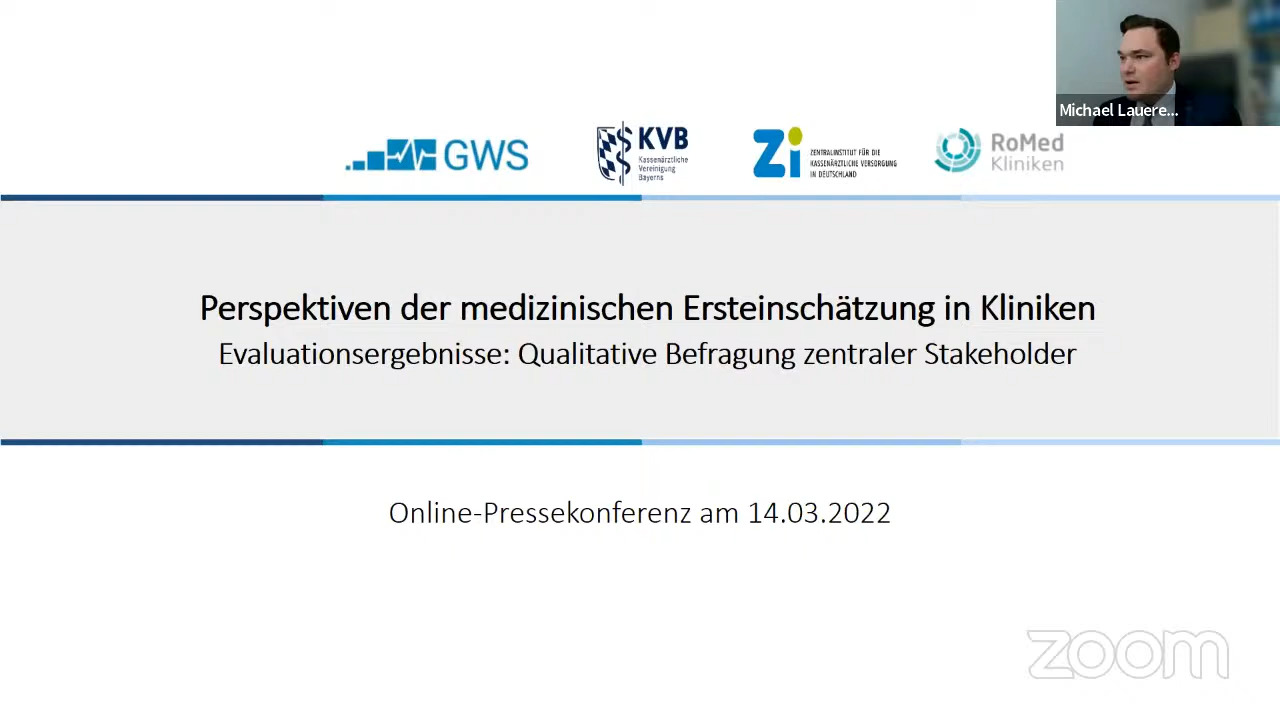 Michael Lauere...
GWS
KVB
Kassenärztliche
Vereinigung
Bayerns
Zi
ZENTRALINSTITUT FÜR DIE
KASSENÄRZTLICHE VERSORGUNG
IN DEUTSCHLAND
RoMed
Kliniken
Perspektiven der medizinischen Ersteinschätzung in Kliniken
Evaluationsergebnisse: Qualitative Befragung zentraler Stakeholder
Online-Pressekonferenz am 14.03.2022
zoom